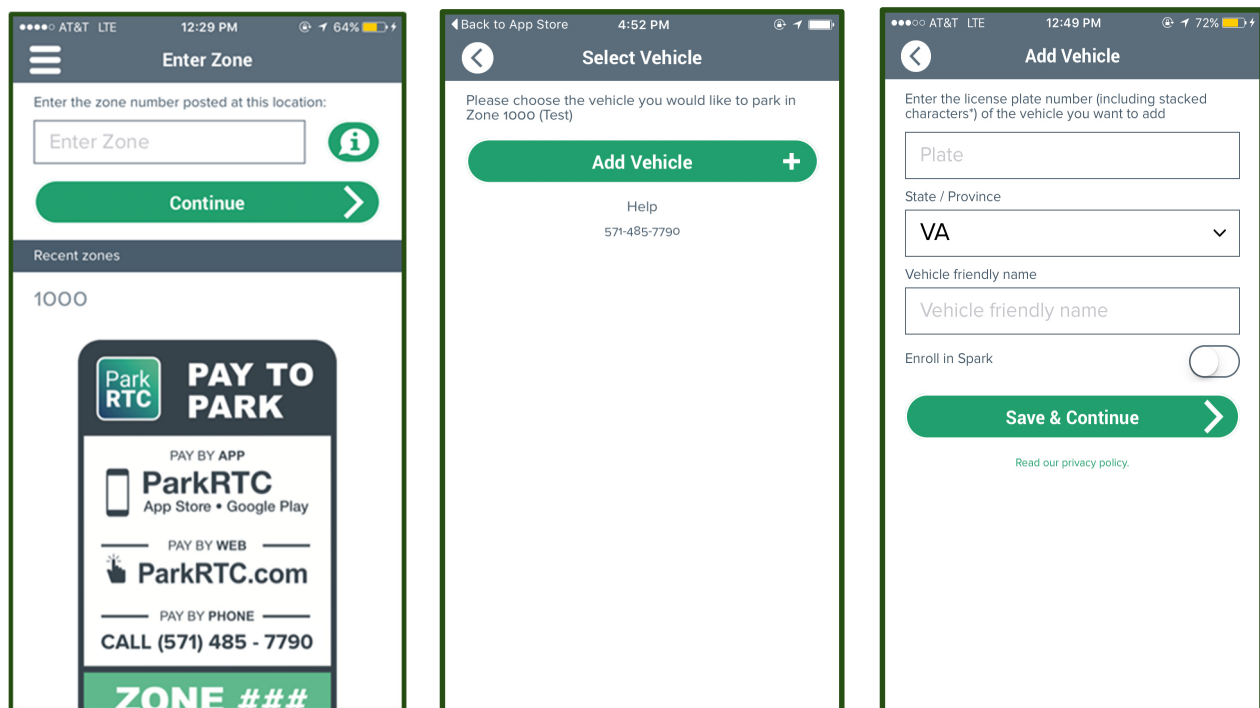 AT&T LTE 12:29 PM 64%
Enter Zone
Enter the zone number posted at this location:
Enter Zone
Continue
Recent zones
1000
Park
RTC
PAY TO
PARK
PAY BY APP
ParkRTC
App Store • Google Play
PAY BY WEB
ParkRTC.com
PAY BY PHONE
CALL (571) 485 - 7790
ZONE ###
Back to App Store 4:52 PM
Select Vehicle
Please choose the vehicle you would like to park in
Zone 1000 (Test)
Add Vehicle +
Help
571-485-7790
AT&T LTE 12:49 PM 72%
Add Vehicle
Enter the license plate number (including stacked
characters*) of the vehicle you want to add
Plate
State / Province
VA
Vehicle friendly name
Vehicle friendly name
Enroll in Spark
Save & Continue
Read our privacy policy.